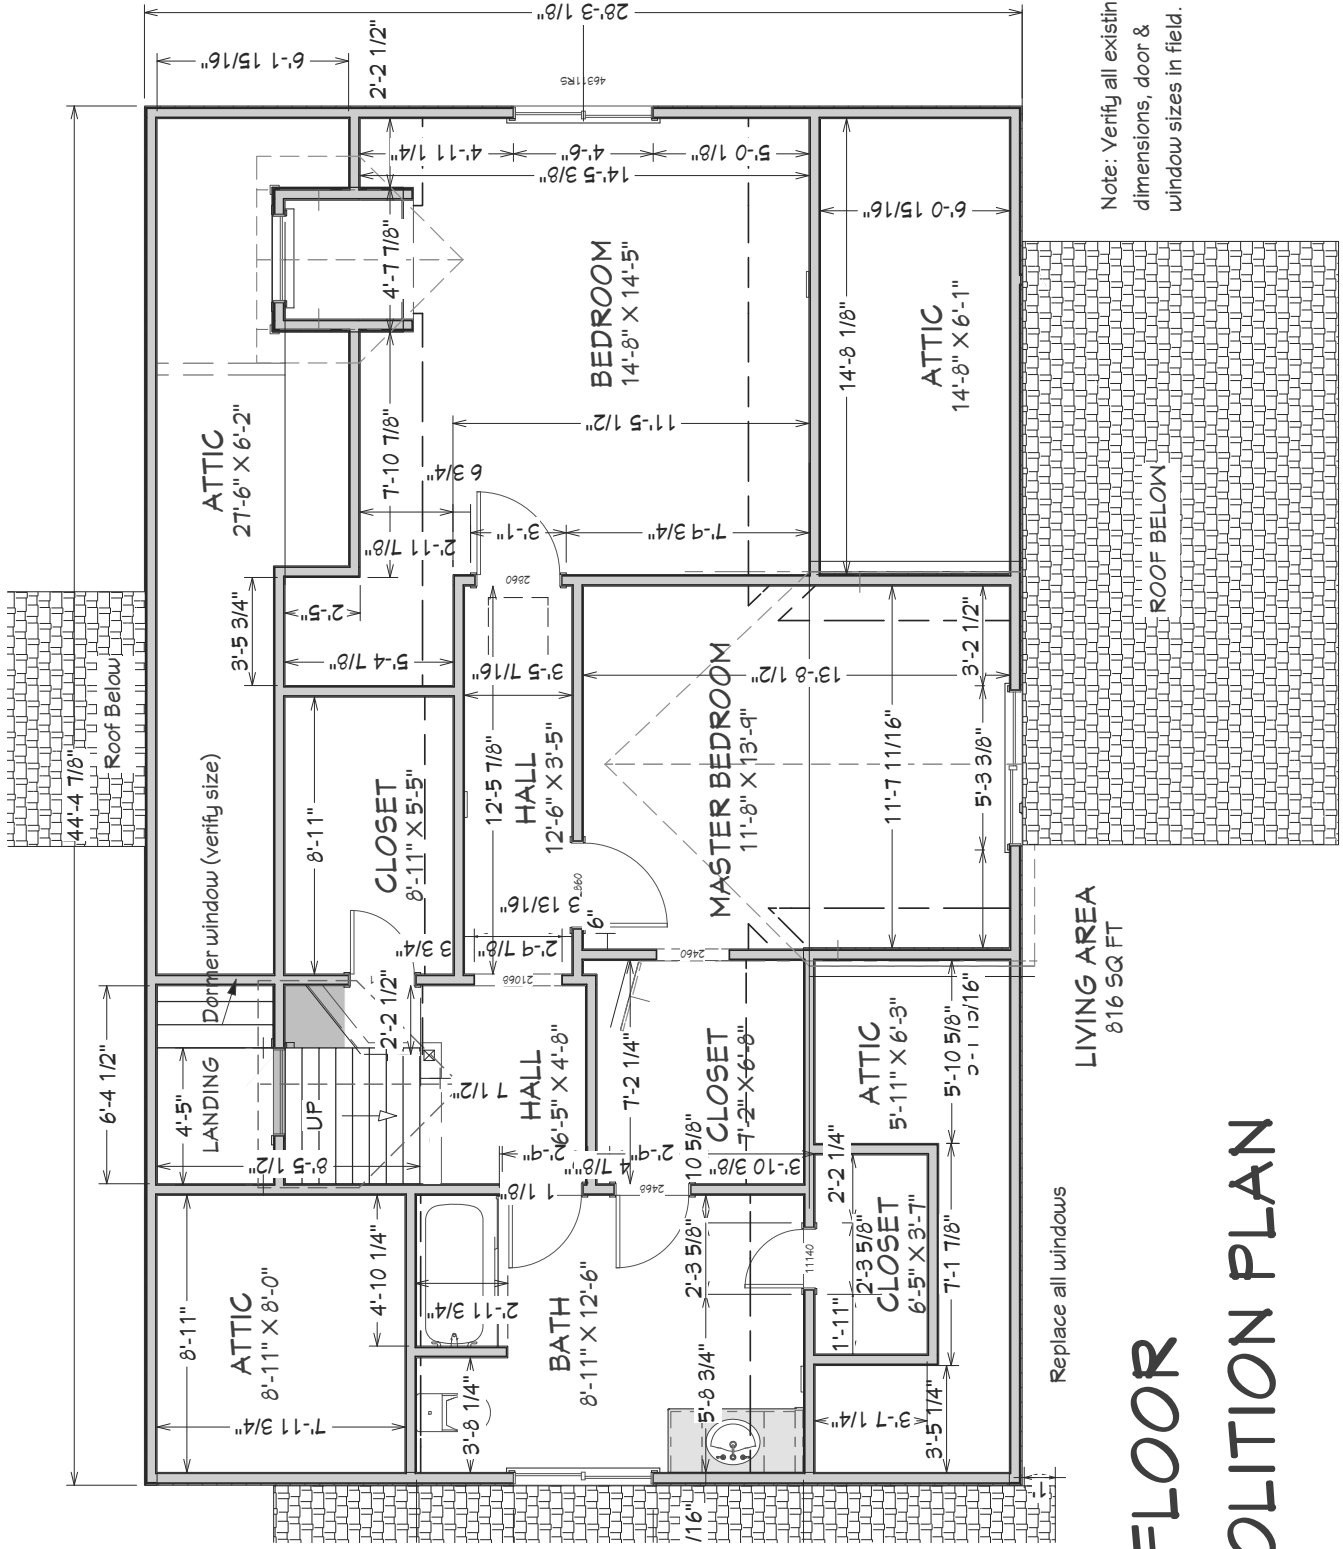 28'-3 1/8"
6'-1 15/16"
2'-2 1/2"
46311RS
44'-4 7/8"
4'-11 1/4"
4'-6"
5'-0 1/8"
14'-5 3/8"
4'-7 7/8"
6'-0 15/16"
14'-8 1/8"
BEDROOM
14'-8" X 14'-5"
ATTIC
14'-8" X 6'-1"
ATTIC
27'-6" X 6'-2"
7'-10 7/8"
11'-5 1/2"
6 3/4"
2'-11 7/8"
3'-1"
7'-9 3/4"
2860
3'-5 3/4"
2'-5"
5'-4 7/8"
3'-5 7/16"
13'-8 1/2"
3'-2 1/2"
Roof Below
ROOF BELOW
Dormer window (verify size)
8'-11"
CLOSET
8'-11" X 5'-5"
12'-5 7/8"
HALL
12'-6" X 3'-5"
MASTER BEDROOM
11'-8" X 13'-9"
11'-7 11/16"
5'-3 3/8"
3 13/16"
6"
3 3/4"
2'-9 7/8"
21068
2460
6'-4 1/2"
4'-5"
LANDING
UP
8'-5 1/2"
2'-2 1/2"
7 1/2"
HALL
6'-5" X 4'-8"
7'-2 1/4"
CLOSET
7'-2" X 6'-8"
ATTIC
5'-11" X 6'-3"
5'-10 5/8"
2'-9"
4 7/8"
2'-9"
10 5/8"
3'-10 3/8"
1 1/8"
2468
2'-2 1/4"
2'-3 5/8"
CLOSET
6'-5" X 3'-7"
7'-1 7/8"
1'-11"
11140
2'-3 5/8"
8'-11"
ATTIC
8'-11" X 8'-0"
7'-11 3/4"
4'-10 1/4"
2'-11 3/4"
BATH
8'-11" X 12'-6"
3'-8 1/4"
5'-8 3/4"
3'-7 1/4"
3'-5 1/4"
1'-
/16"
LIVING AREA
816 SQ FT
Replace all windows
Note: Verify all existin
dimensions, door &
window sizes in field.
FLOOR
OLITION PLAN